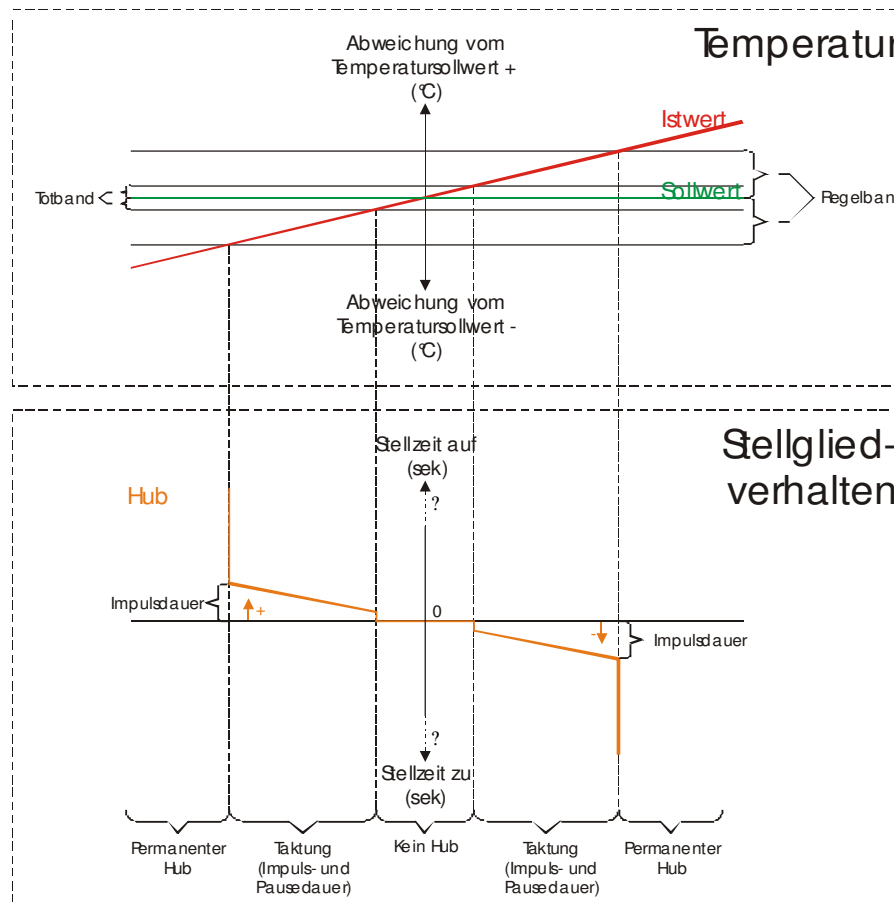 Temperatur
Abweichung vom
Temperatursollwert +
(°C)
Istwert
Totband
Sollwert
Regelban
Abweichung vom
Temperatursollwert -
(°C)
Stellglied-
verhalten
Stellzeit auf
(sek)
?
Hub
Impulsdauer
+
0
-
Impulsdauer
?
Stellzeit zu
(sek)
Permanenter
Hub
Taktung
(Impuls- und
Pausedauer)
Kein Hub
Taktung
(Impuls- und
Pausedauer)
Permanenter
Hub